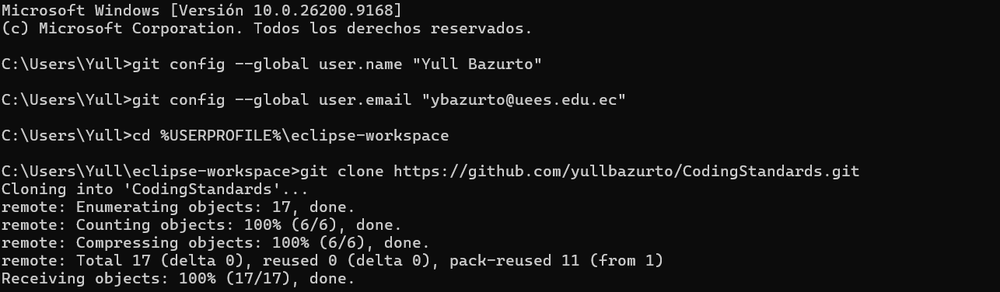 Microsoft Windows [Versión 10.0.26200.9168]
(c) Microsoft Corporation. Todos los derechos reservados.
C:\Users\Yull>git config --global user.name "Yull Bazurto"
C:\Users\Yull>git config --global user.email "ybazurto@uees.edu.ec"
C:\Users\Yull>cd %USERPROFILE%\eclipse-workspace
C:\Users\Yull\eclipse-workspace>git clone https://github.com/yullbazurto/CodingStandards.git
Cloning into 'CodingStandards'...
remote: Enumerating objects: 17, done.
remote: Counting objects: 100% (6/6), done.
remote: Compressing objects: 100% (6/6), done.
remote: Total 17 (delta 0), reused 0 (delta 0), pack-reused 11 (from 1)
Receiving objects: 100% (17/17), done.